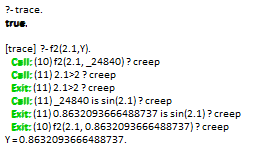 ?- trace.
true.
[trace] ?- f2(2.1,Y).
Call: (10) f2(2.1, _24840) ? creep
Call: (11) 2.1>2 ? creep
Exit: (11) 2.1>2 ? creep
Call: (11) _24840 is sin(2.1) ? creep
Exit: (11) 0.8632093666488737 is sin(2.1) ? creep
Exit: (10) f2(2.1, 0.8632093666488737) ? creep
Y = 0.8632093666488737.